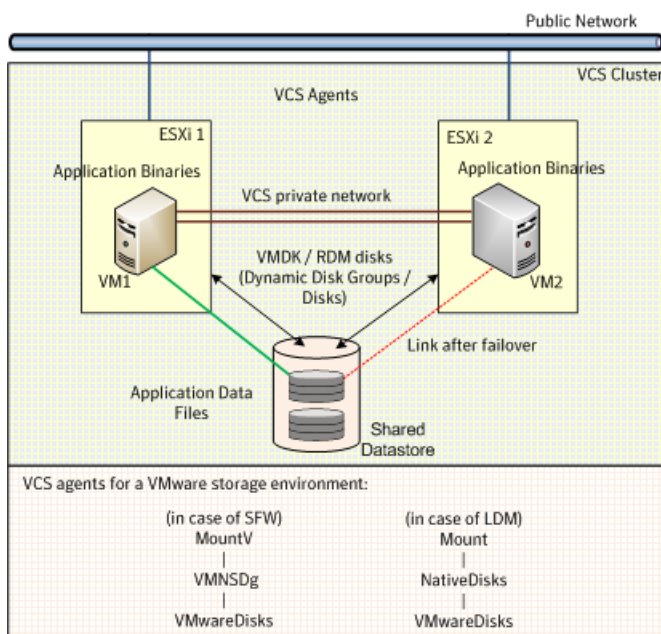 Public Network
VCS Cluster
VCS Agents
ESXi 1
ESXi 2
Application Binaries
Application Binaries
VCS private network
VM1
VM2
VMDK / RDM disks
(Dynamic Disk Groups /
Disks)
Link after failover
Application Data
Files
Shared
Datastore
VCS agents for a VMware storage environment:
(in case of SFW)
MountV
|
VMNSDg
|
VMwareDisks
(in case of LDM)
Mount
|
NativeDisks
|
VMwareDisks